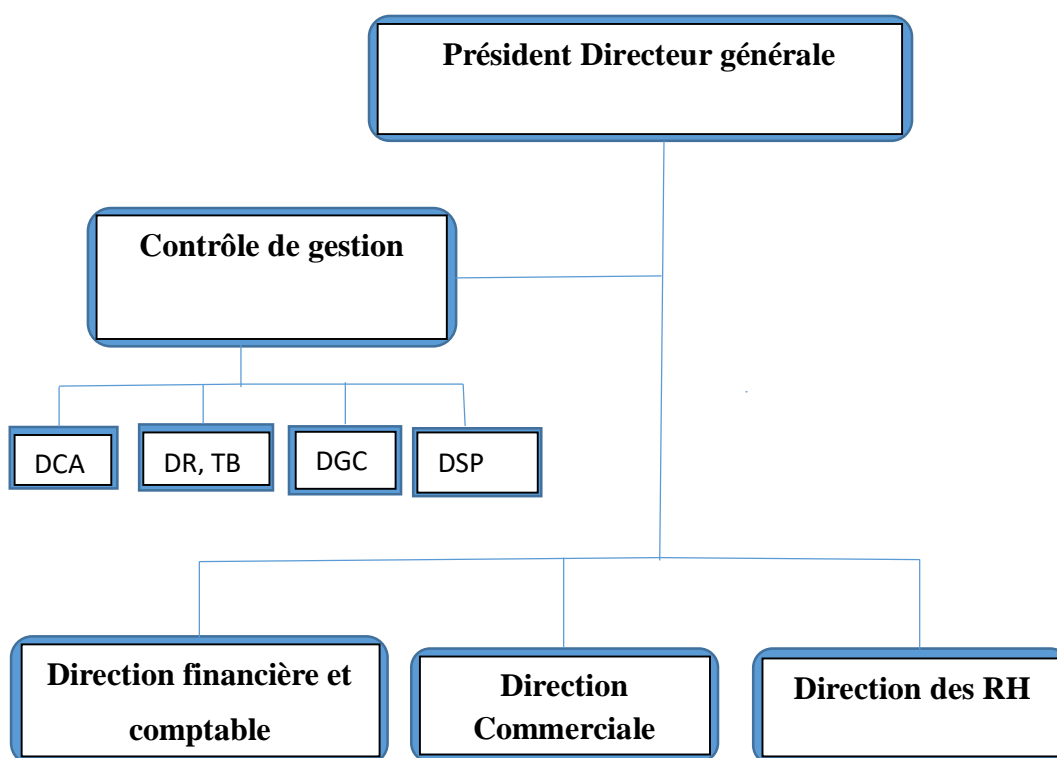 Président Directeur générale
Contrôle de gestion
DCA
DR, TB
DGC
DSP
Direction financière et
comptable
Direction
Commerciale
Direction des RH